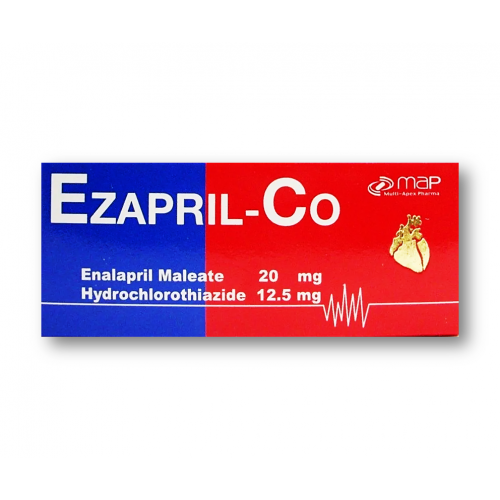 maP
Multi-Apex Pharma
EZAPRIL-CO
Enalapril Maleate 20 mg
Hydrochlorothiazide 12.5 mg